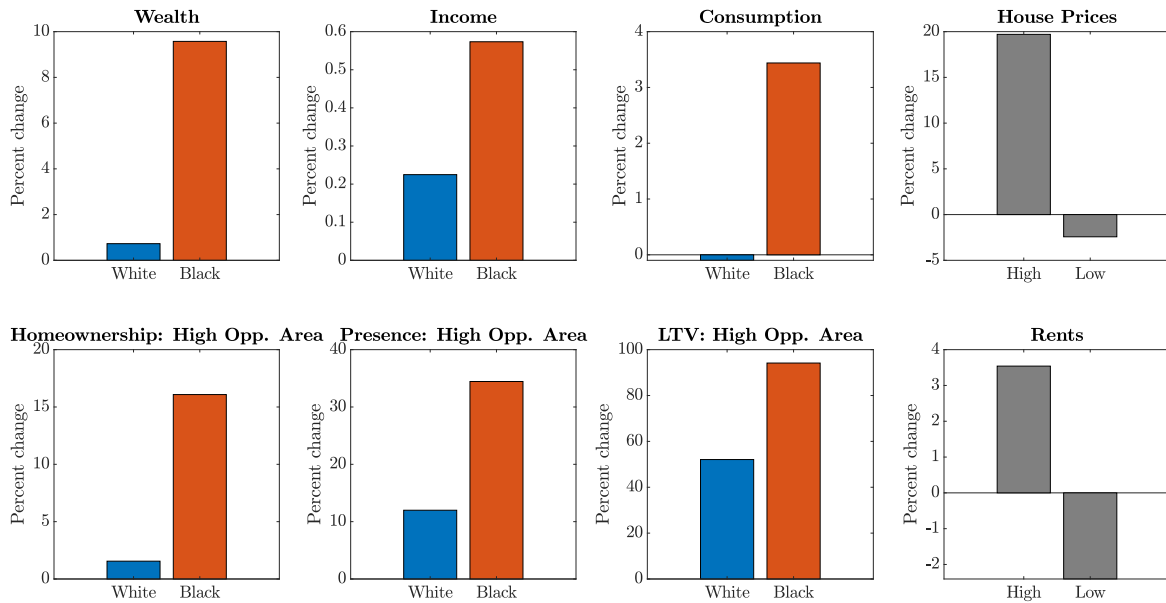 Wealth
Percent change
10
8
6
4
2
0
White Black
Income
Percent change
0.6
0.5
0.4
0.3
0.2
0.1
0
White Black
Consumption
Percent change
4
3
2
1
0
White Black
House Prices
Percent change
20
15
10
5
0
-5
High Low
Homeownership: High Opp. Area
Percent change
20
15
10
5
0
White Black
Presence: High Opp. Area
Percent change
40
30
20
10
0
White Black
LTV: High Opp. Area
Percent change
100
80
60
40
20
0
White Black
Rents
Percent change
4
3
2
1
0
-1
-2
High Low